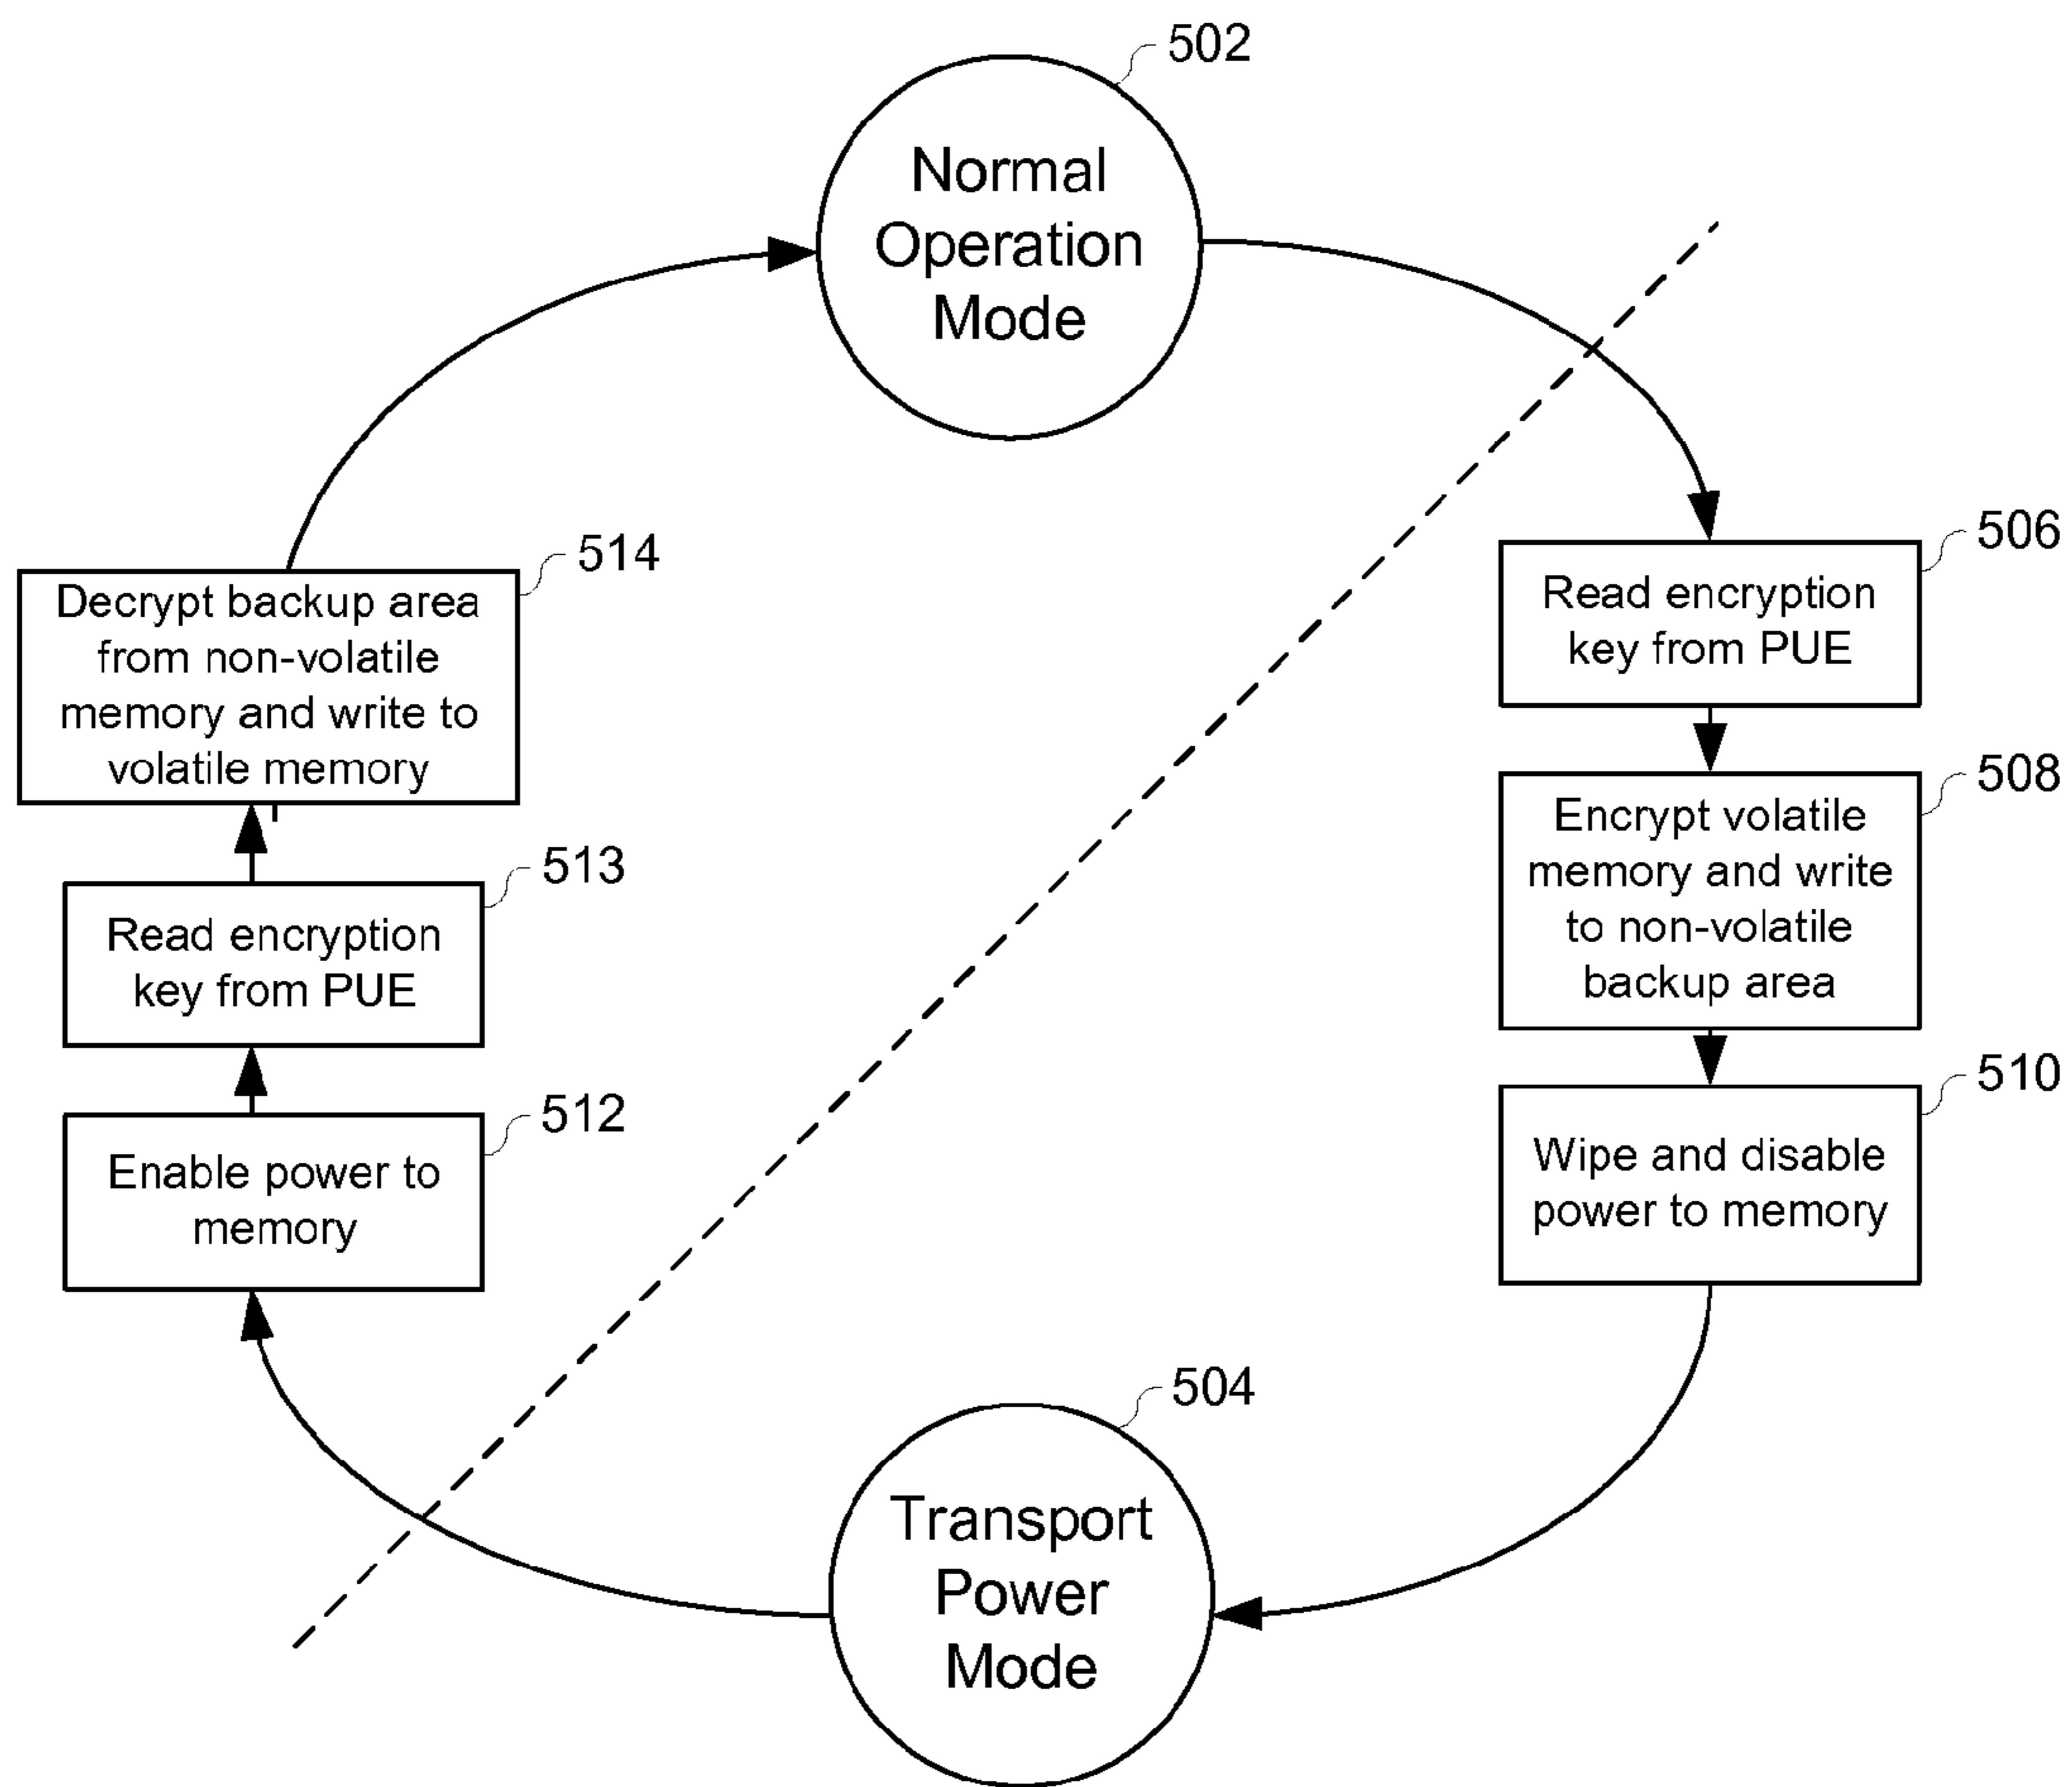 502
Normal
Operation
Mode
506
Read encryption
key from PUE
508
Encrypt volatile
memory and write
to non-volatile
backup area
510
Wipe and disable
power to memory
504
Transport
Power
Mode
512
Enable power to
memory
513
Read encryption
key from PUE
514
Decrypt backup area
from non-volatile
memory and write to
volatile memory